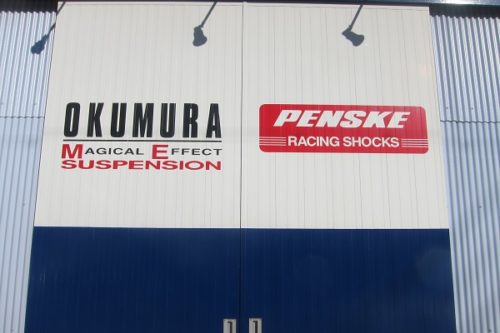 OKUMURA
MAGICAL EFFECT
SUSPENSION
PENSKE
RACING SHOCKS